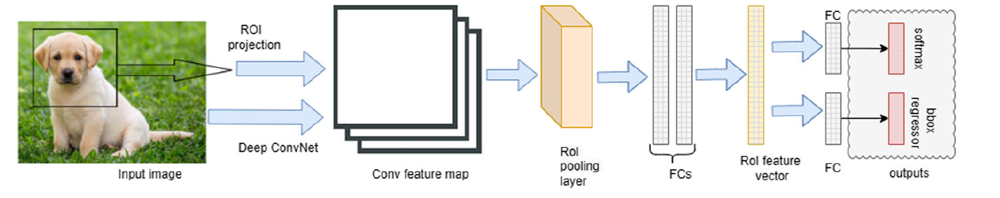 ROI
projection
Deep ConvNet
Input image
Conv feature map
RoI
pooling
layer
FCs
RoI feature
vector
FC
FC
softmax
bbox
regressor
outputs